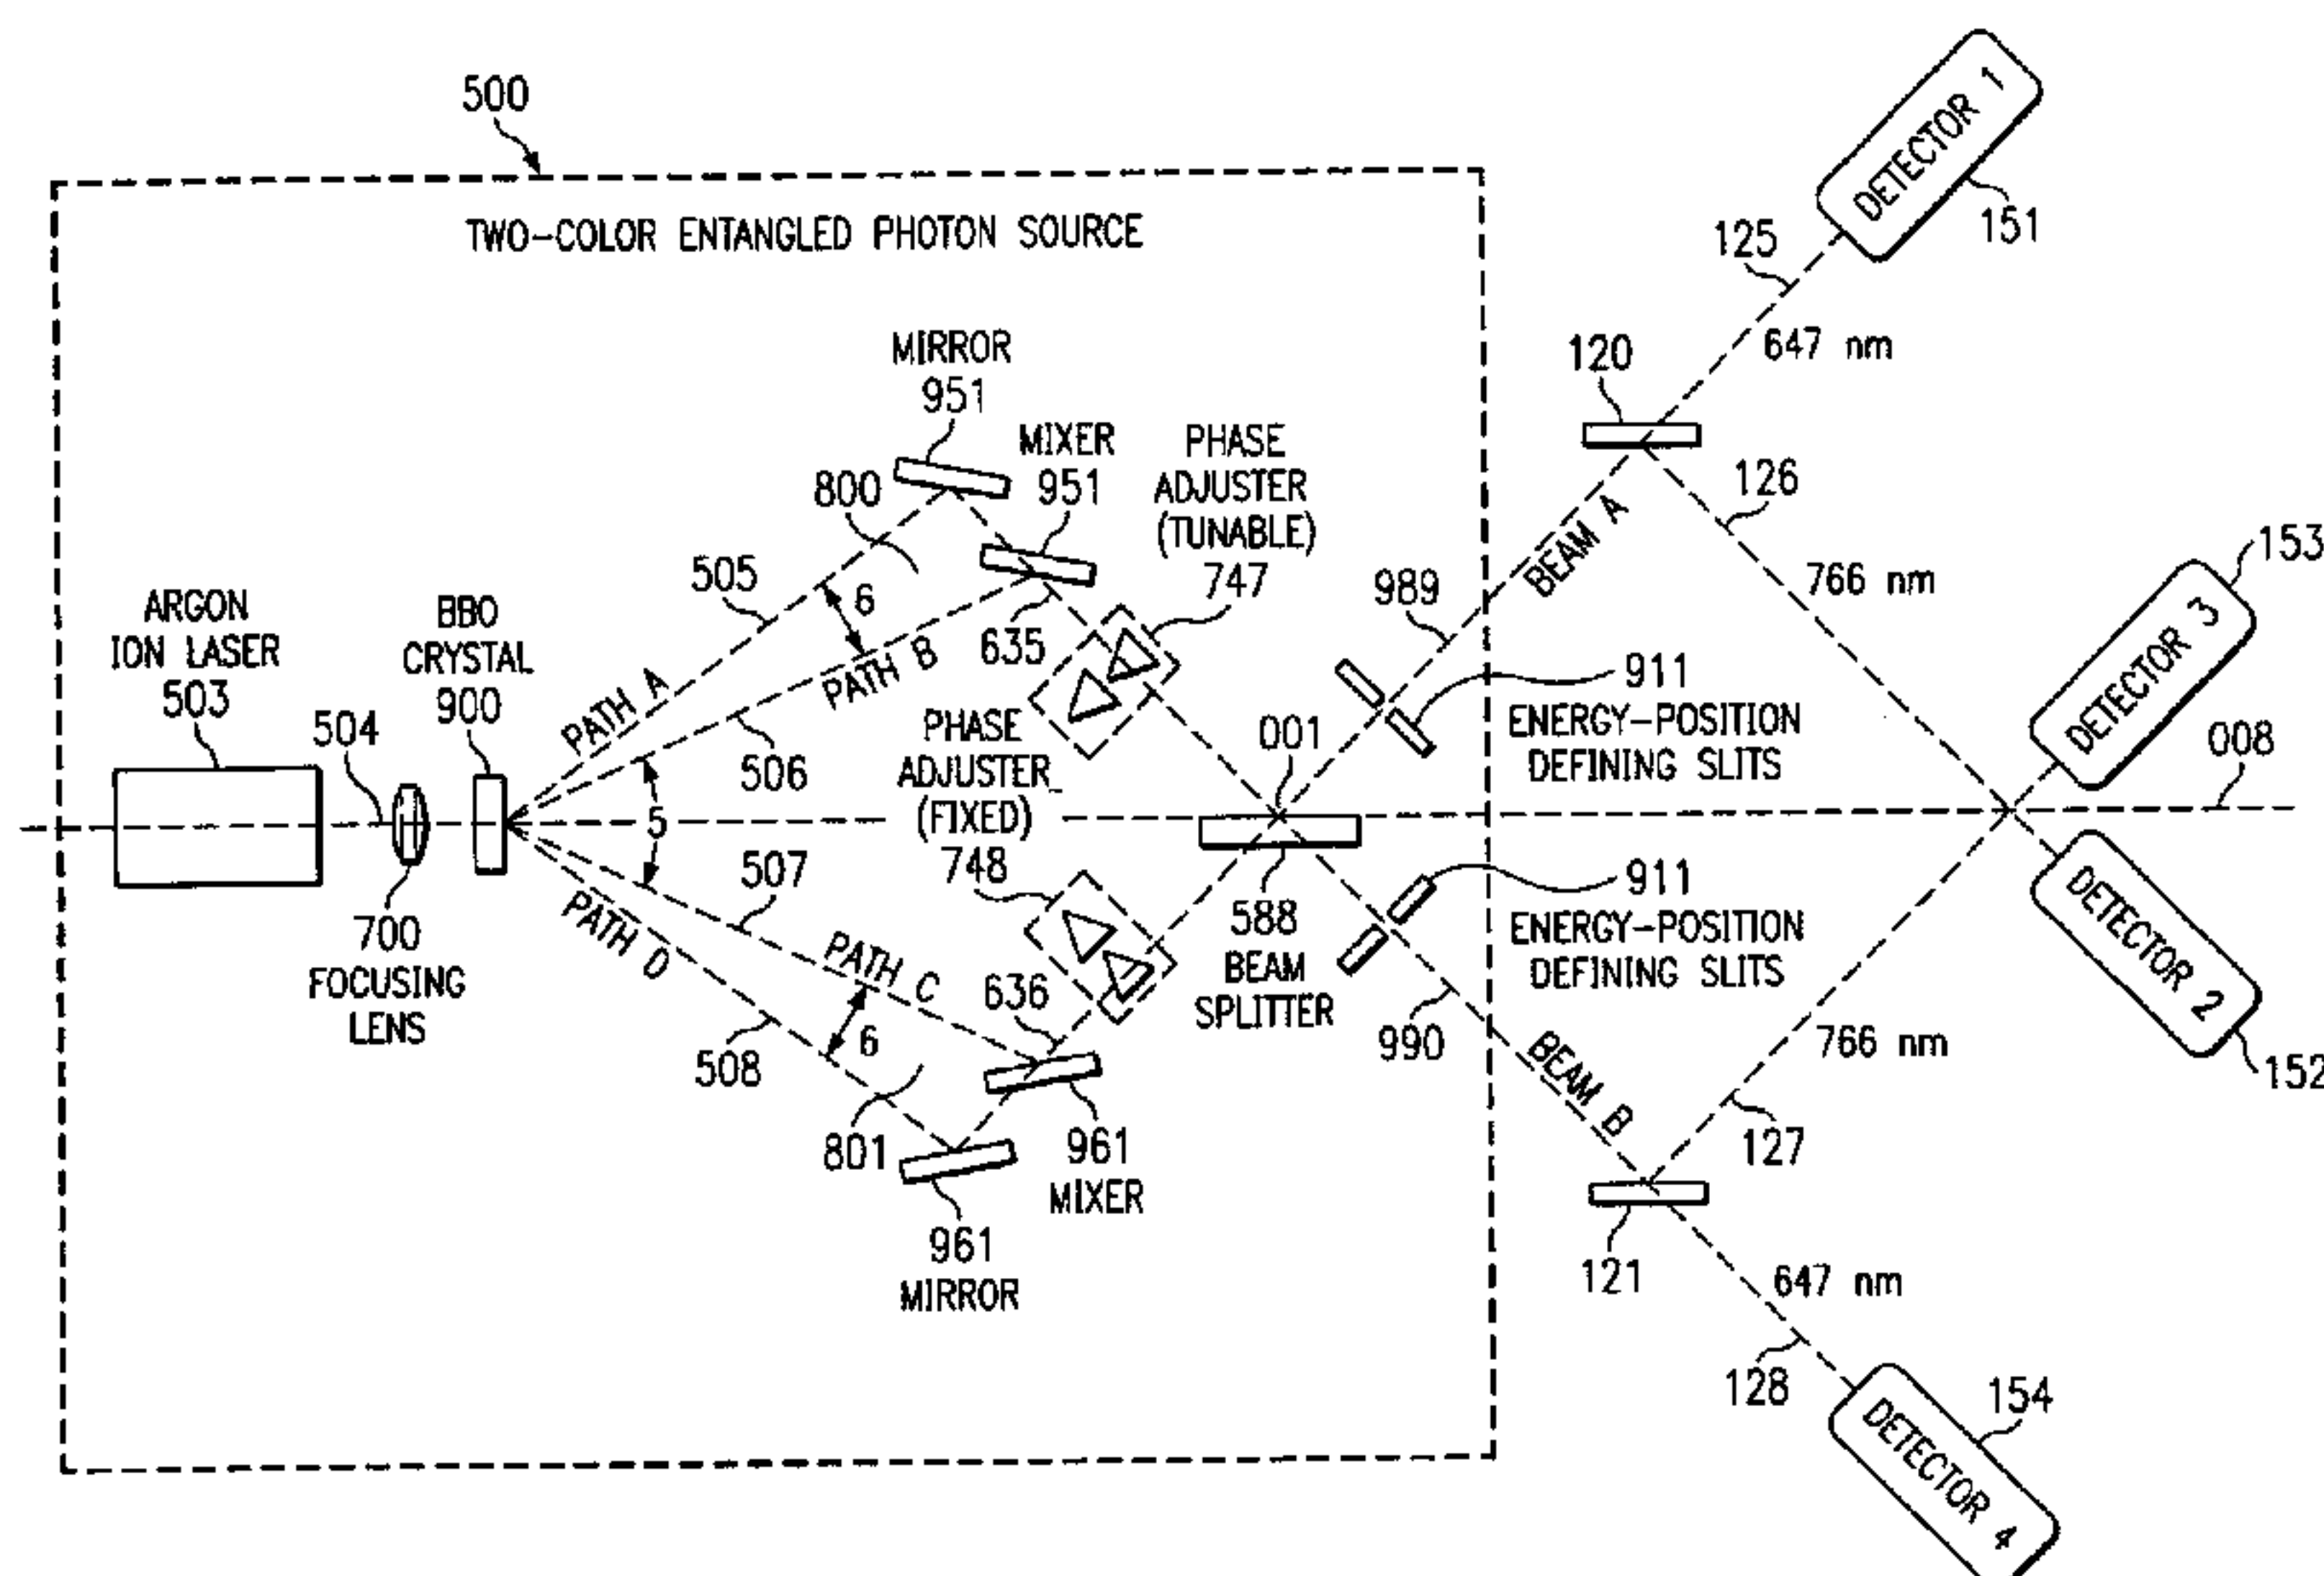 500
TWO-COLOR ENTANGLED PHOTON SOURCE
ARGON
ION LASER
503
504
700
FOCUSING
LENS
BBO
CRYSTAL
900
505
PATH A
506
PATH B
6
5
507
PATH C
508
PATH D
6
800
801
MIRROR
951
MIXER
951
635
PHASE
ADJUSTER
(TUNABLE)
747
PHASE
ADJUSTER
(FIXED)
748
636
961
MIXER
961
MIRROR
001
588
BEAM
SPLITTER
989
BEAM A
911
ENERGY-POSITION
DEFINING SLITS
911
ENERGY-POSITION
DEFINING SLITS
990
BEAM B
120
125
647 nm
DETECTOR 1
151
126
766 nm
153
DETECTOR 3
008
DETECTOR 2
152
766 nm
127
121
647 nm
128
154
DETECTOR 4